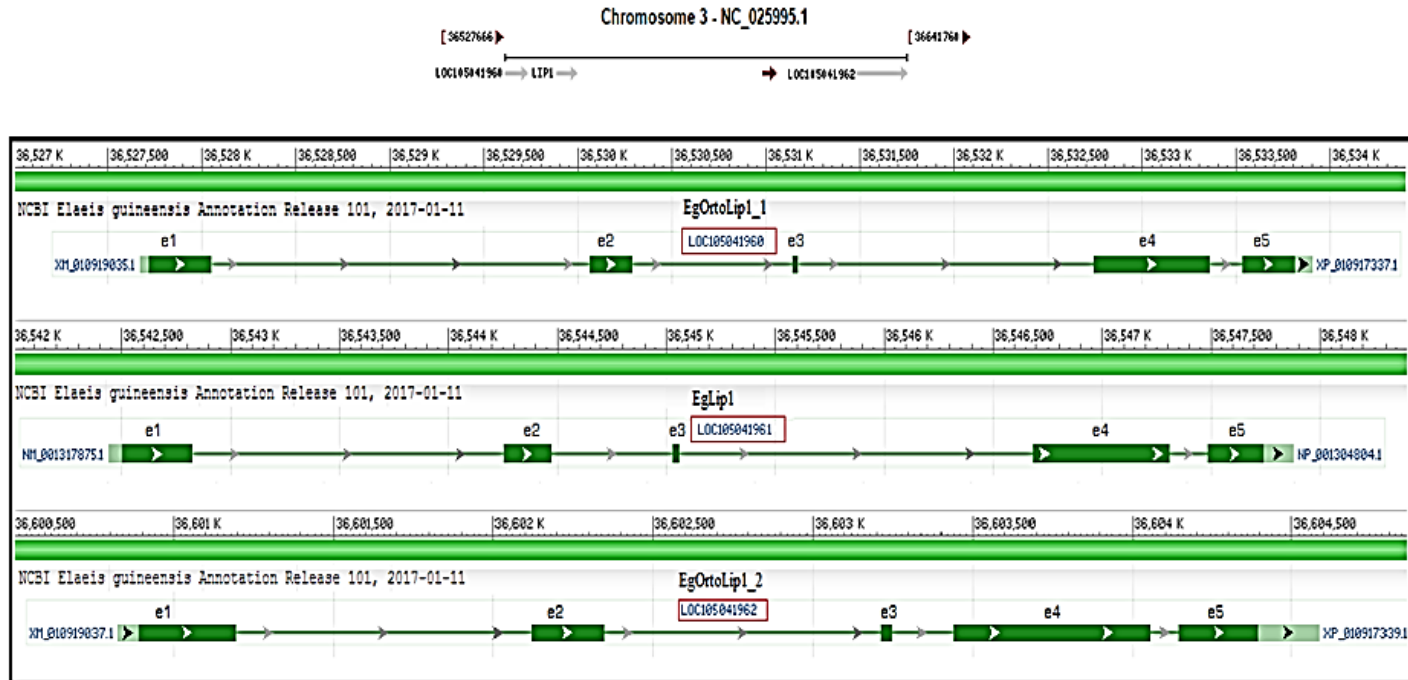 Chromosome 3 - NC_025995.1
[36527666 [36641760
LOC105041960 LIP1 LOC105041962
36,527 K 36,527,500 36,528 K 36,528,500 36,529 K 36,529,500 36,530 K 36,530,500 36,531 K 36,531,500 36,532 K 36,532,500 36,533 K 36,533,500 36,534 K
NCBI Elaeis guineensis Annotation Release 101, 2017-01-11
EgOrtoLip1_1
e1 e2 LOC105041960 e3 e4 e5
XM_010919035.1 XP_010917337.1
36,542 K 36,542,500 36,543 K 36,543,500 36,544 K 36,544,500 36,545 K 36,545,500 36,546 K 36,546,500 36,547 K 36,547,500 36,548 K
NCBI Elaeis guineensis Annotation Release 101, 2017-01-11
EgLip1
e1 e2 e3 LOC105041961 e4 e5
NM_001317875.1 NP_001304804.1
36,600,500 36,601 K 36,601,500 36,602 K 36,602,500 36,603 K 36,603,500 36,604 K 36,604,500
NCBI Elaeis guineensis Annotation Release 101, 2017-01-11
EgOrtoLip1_2
e1 e2 LOC105041962 e3 e4 e5
XM_010919037.1 XP_010917339.1